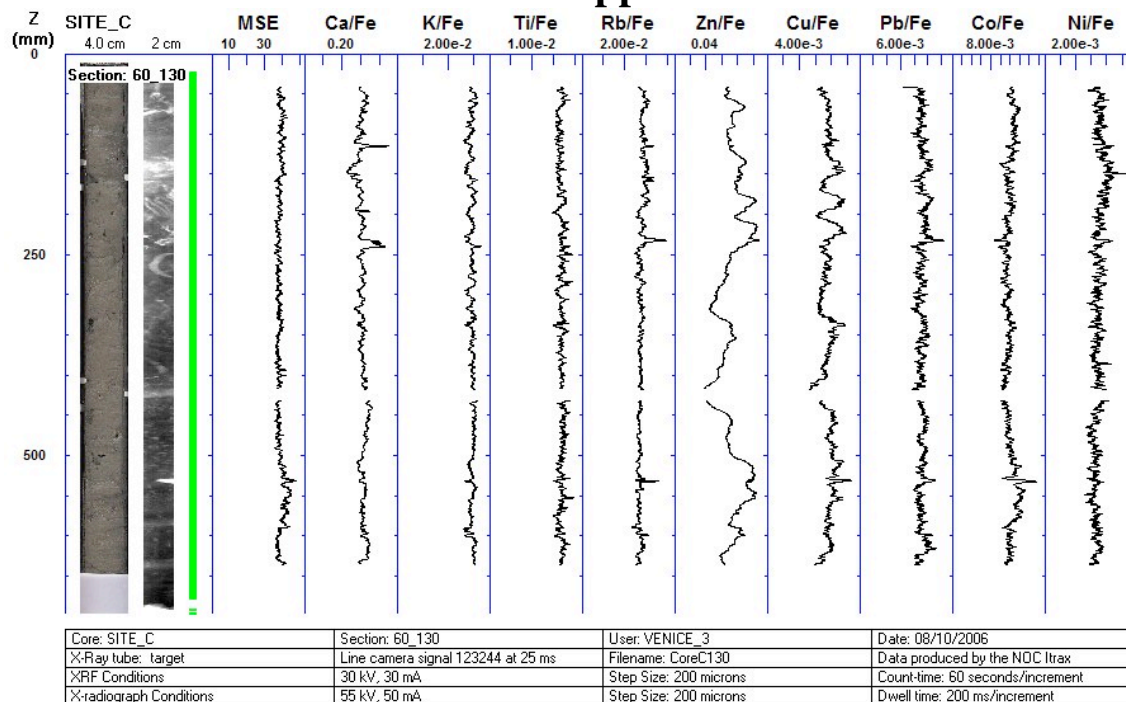 pp
Z SITE_C MSE Ca/Fe K/Fe Ti/Fe Rb/Fe Zn/Fe Cu/Fe Pb/Fe Co/Fe Ni/Fe
(mm) 4.0 cm 2 cm 10 30 0.20 2.00e-2 1.00e-2 2.00e-2 0.04 4.00e-3 6.00e-3 8.00e-3 2.00e-3
0
Section: 60_130
250
500
Core: SITE_C Section: 60_130 User: VENICE_3 Date: 08/10/2006
X-Ray tube: target Line camera signal 123244 at 25 ms Filename: CoreC130 Data produced by the NOC Itrax
XRF Conditions 30 kV, 30 mA Step Size: 200 microns Count-time: 60 seconds/increment
X-radiograph Conditions 55 kV, 50 mA Step Size: 200 microns Dwell time: 200 ms/increment